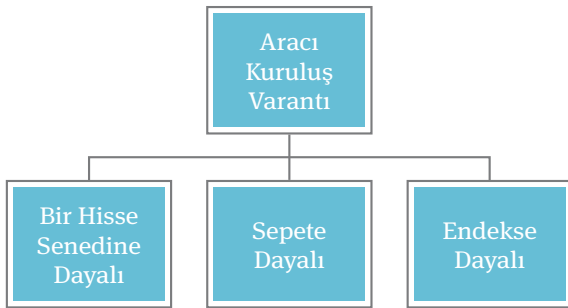 Aracı
Kuruluş
Varantı
Bir Hisse
Senedine
Dayalı
Sepete
Dayalı
Endekse
Dayalı